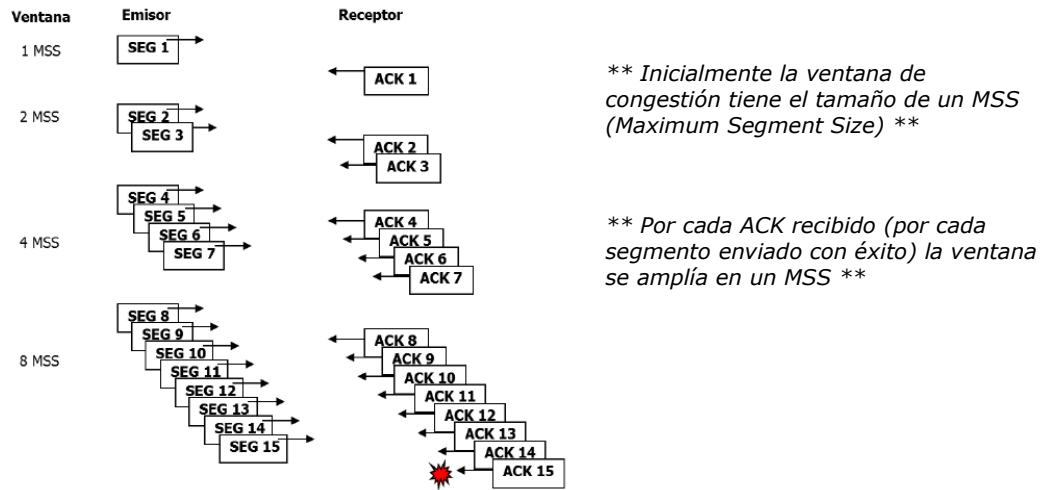 Ventana Emisor Receptor
1 MSS
SEG 1
ACK 1
2 MSS
SEG 2
SEG 3
ACK 2
ACK 3
4 MSS
SEG 4
SEG 5
SEG 6
SEG 7
ACK 4
ACK 5
ACK 6
ACK 7
8 MSS
SEG 8
SEG 9
SEG 10
SEG 11
SEG 12
SEG 13
SEG 14
SEG 15
ACK 8
ACK 9
ACK 10
ACK 11
ACK 12
ACK 13
ACK 14
ACK 15
** Inicialmente la ventana de
congestión tiene el tamaño de un MSS
(Maximum Segment Size) **
** Por cada ACK recibido (por cada
segmento enviado con éxito) la ventana
se amplía en un MSS **